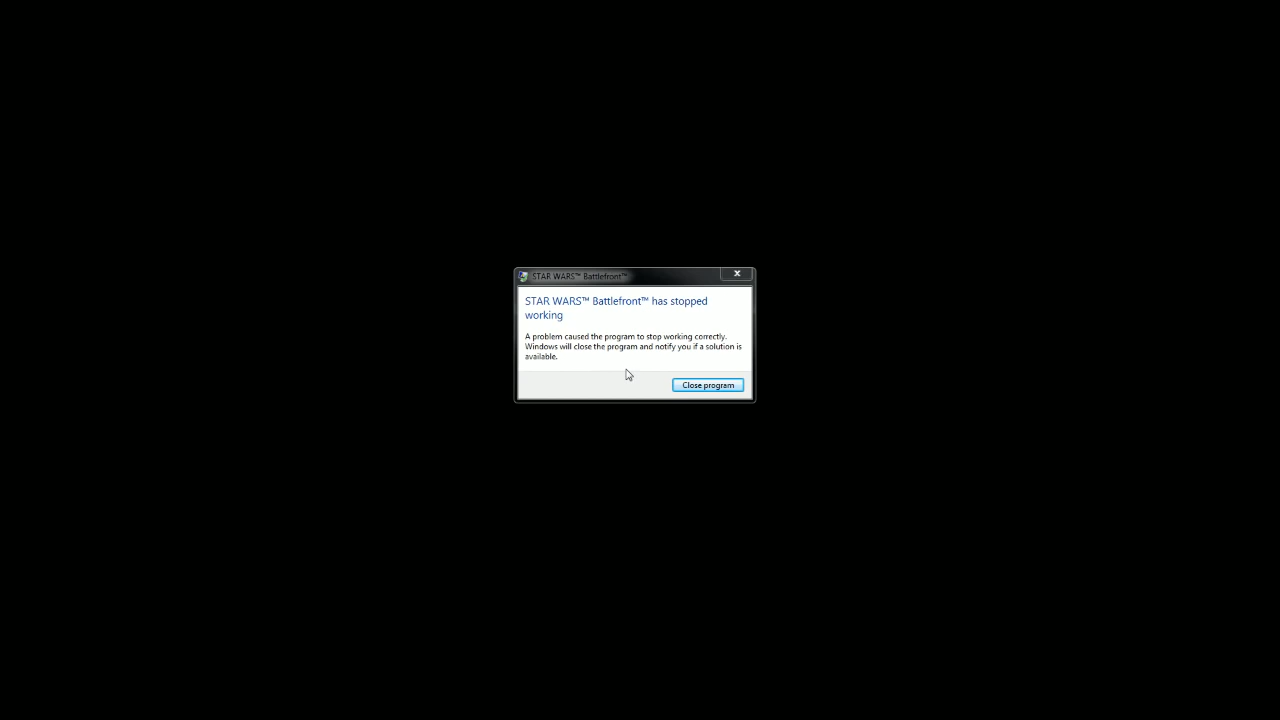 STAR WARS™ Battlefront™
STAR WARS™ Battlefront™ has stopped
working
A problem caused the program to stop working correctly.
Windows will close the program and notify you if a solution is
available.
Close program